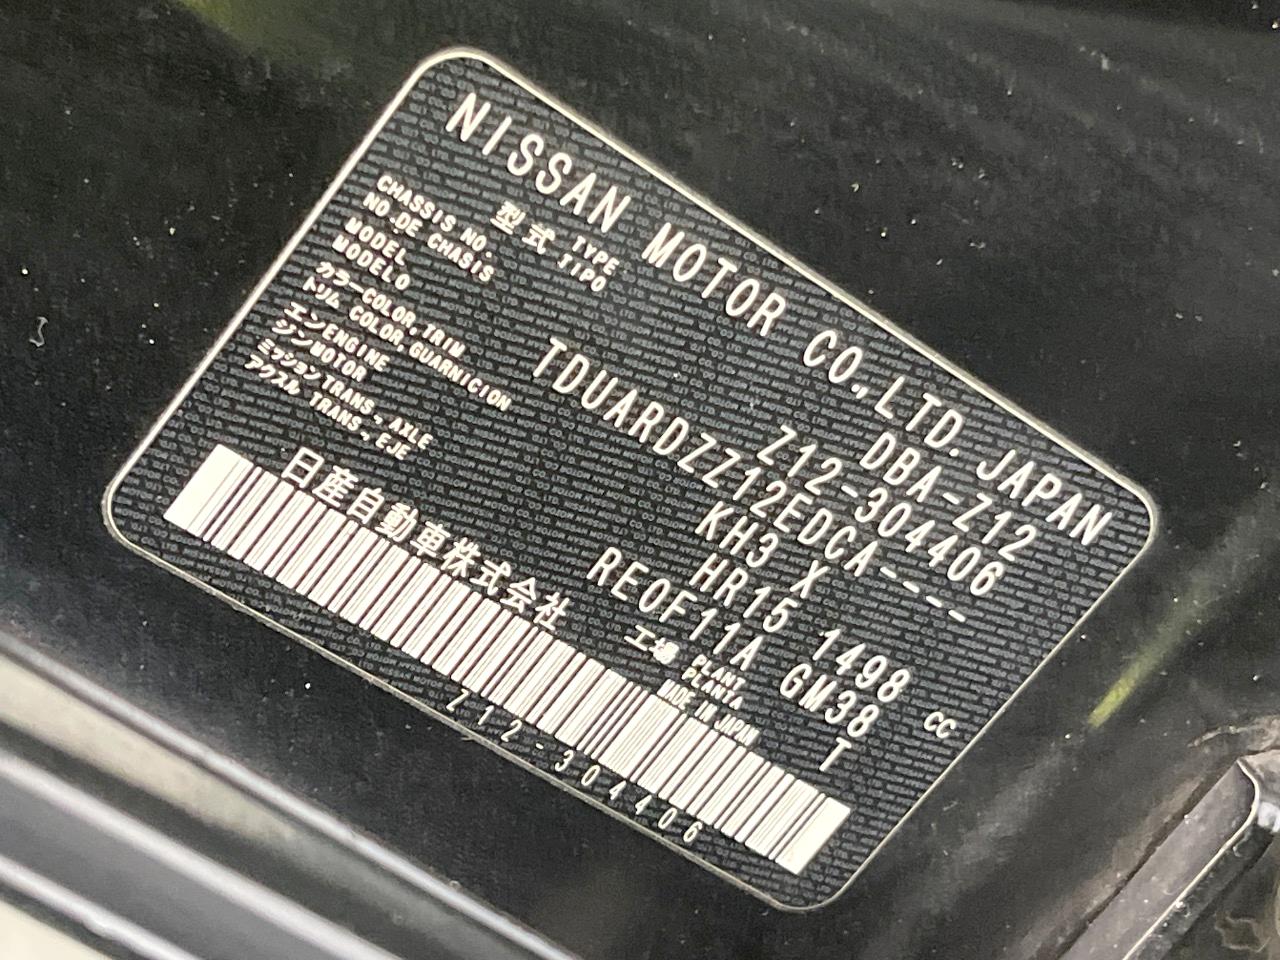 NISSAN MOTOR CO.,LTD. JAPAN
型式 TYPE TIPO DBA-Z12
CHASSIS NO. NO.DE CHASIS Z12-304406
MODEL MODELO TDUARDZZ12EDCA----
カラー COLOR,TRIM トリム COLOR,GUARNICION KH3 X
エンジン ENGINE MOTOR HR15 1498 CC
ミッション TRANS,AXLE アクスル TRANS-,EJE RE0F11A GM38
日産自動車株式会社 工場 PLANT PLANTA T
MADE IN JAPAN
Z12-304406